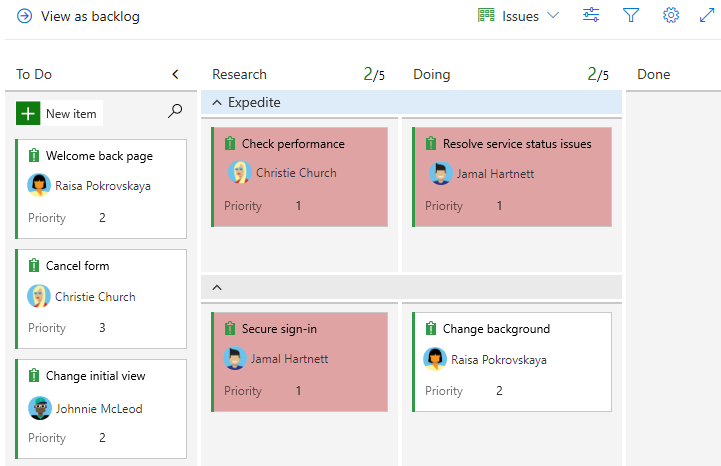 View as backlog
Issues
To Do
Research 2/5
Doing 2/5
Done
New item
Expedite
Welcome back page
Raisa Pokrovskaya
Priority 2
Cancel form
Christie Church
Priority 3
Change initial view
Johnnie McLeod
Priority 2
Check performance
Christie Church
Priority 1
Resolve service status issues
Jamal Hartnett
Priority 1
Secure sign-in
Jamal Hartnett
Priority 1
Change background
Raisa Pokrovskaya
Priority 2